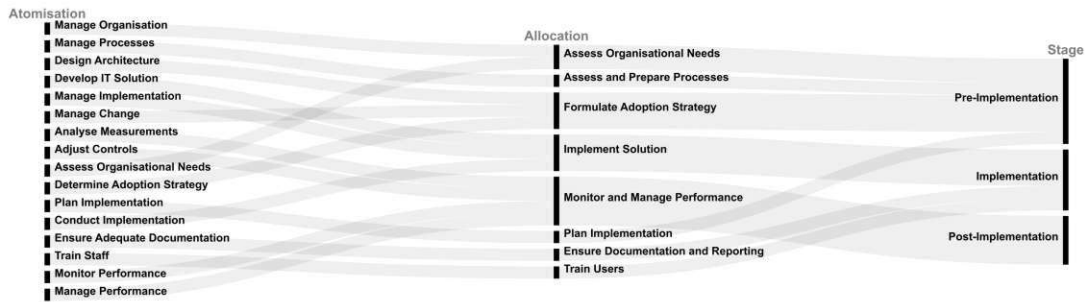 Atomisation
Manage Organisation
Manage Processes
Design Architecture
Develop IT Solution
Manage Implementation
Manage Change
Analyse Measurements
Adjust Controls
Assess Organisational Needs
Determine Adoption Strategy
Plan Implementation
Conduct Implementation
Ensure Adequate Documentation
Train Staff
Monitor Performance
Manage Performance
Allocation
Assess Organisational Needs
Assess and Prepare Processes
Formulate Adoption Strategy
Implement Solution
Monitor and Manage Performance
Plan Implementation
Ensure Documentation and Reporting
Train Users
Stage
Pre-Implementation
Implementation
Post-Implementation